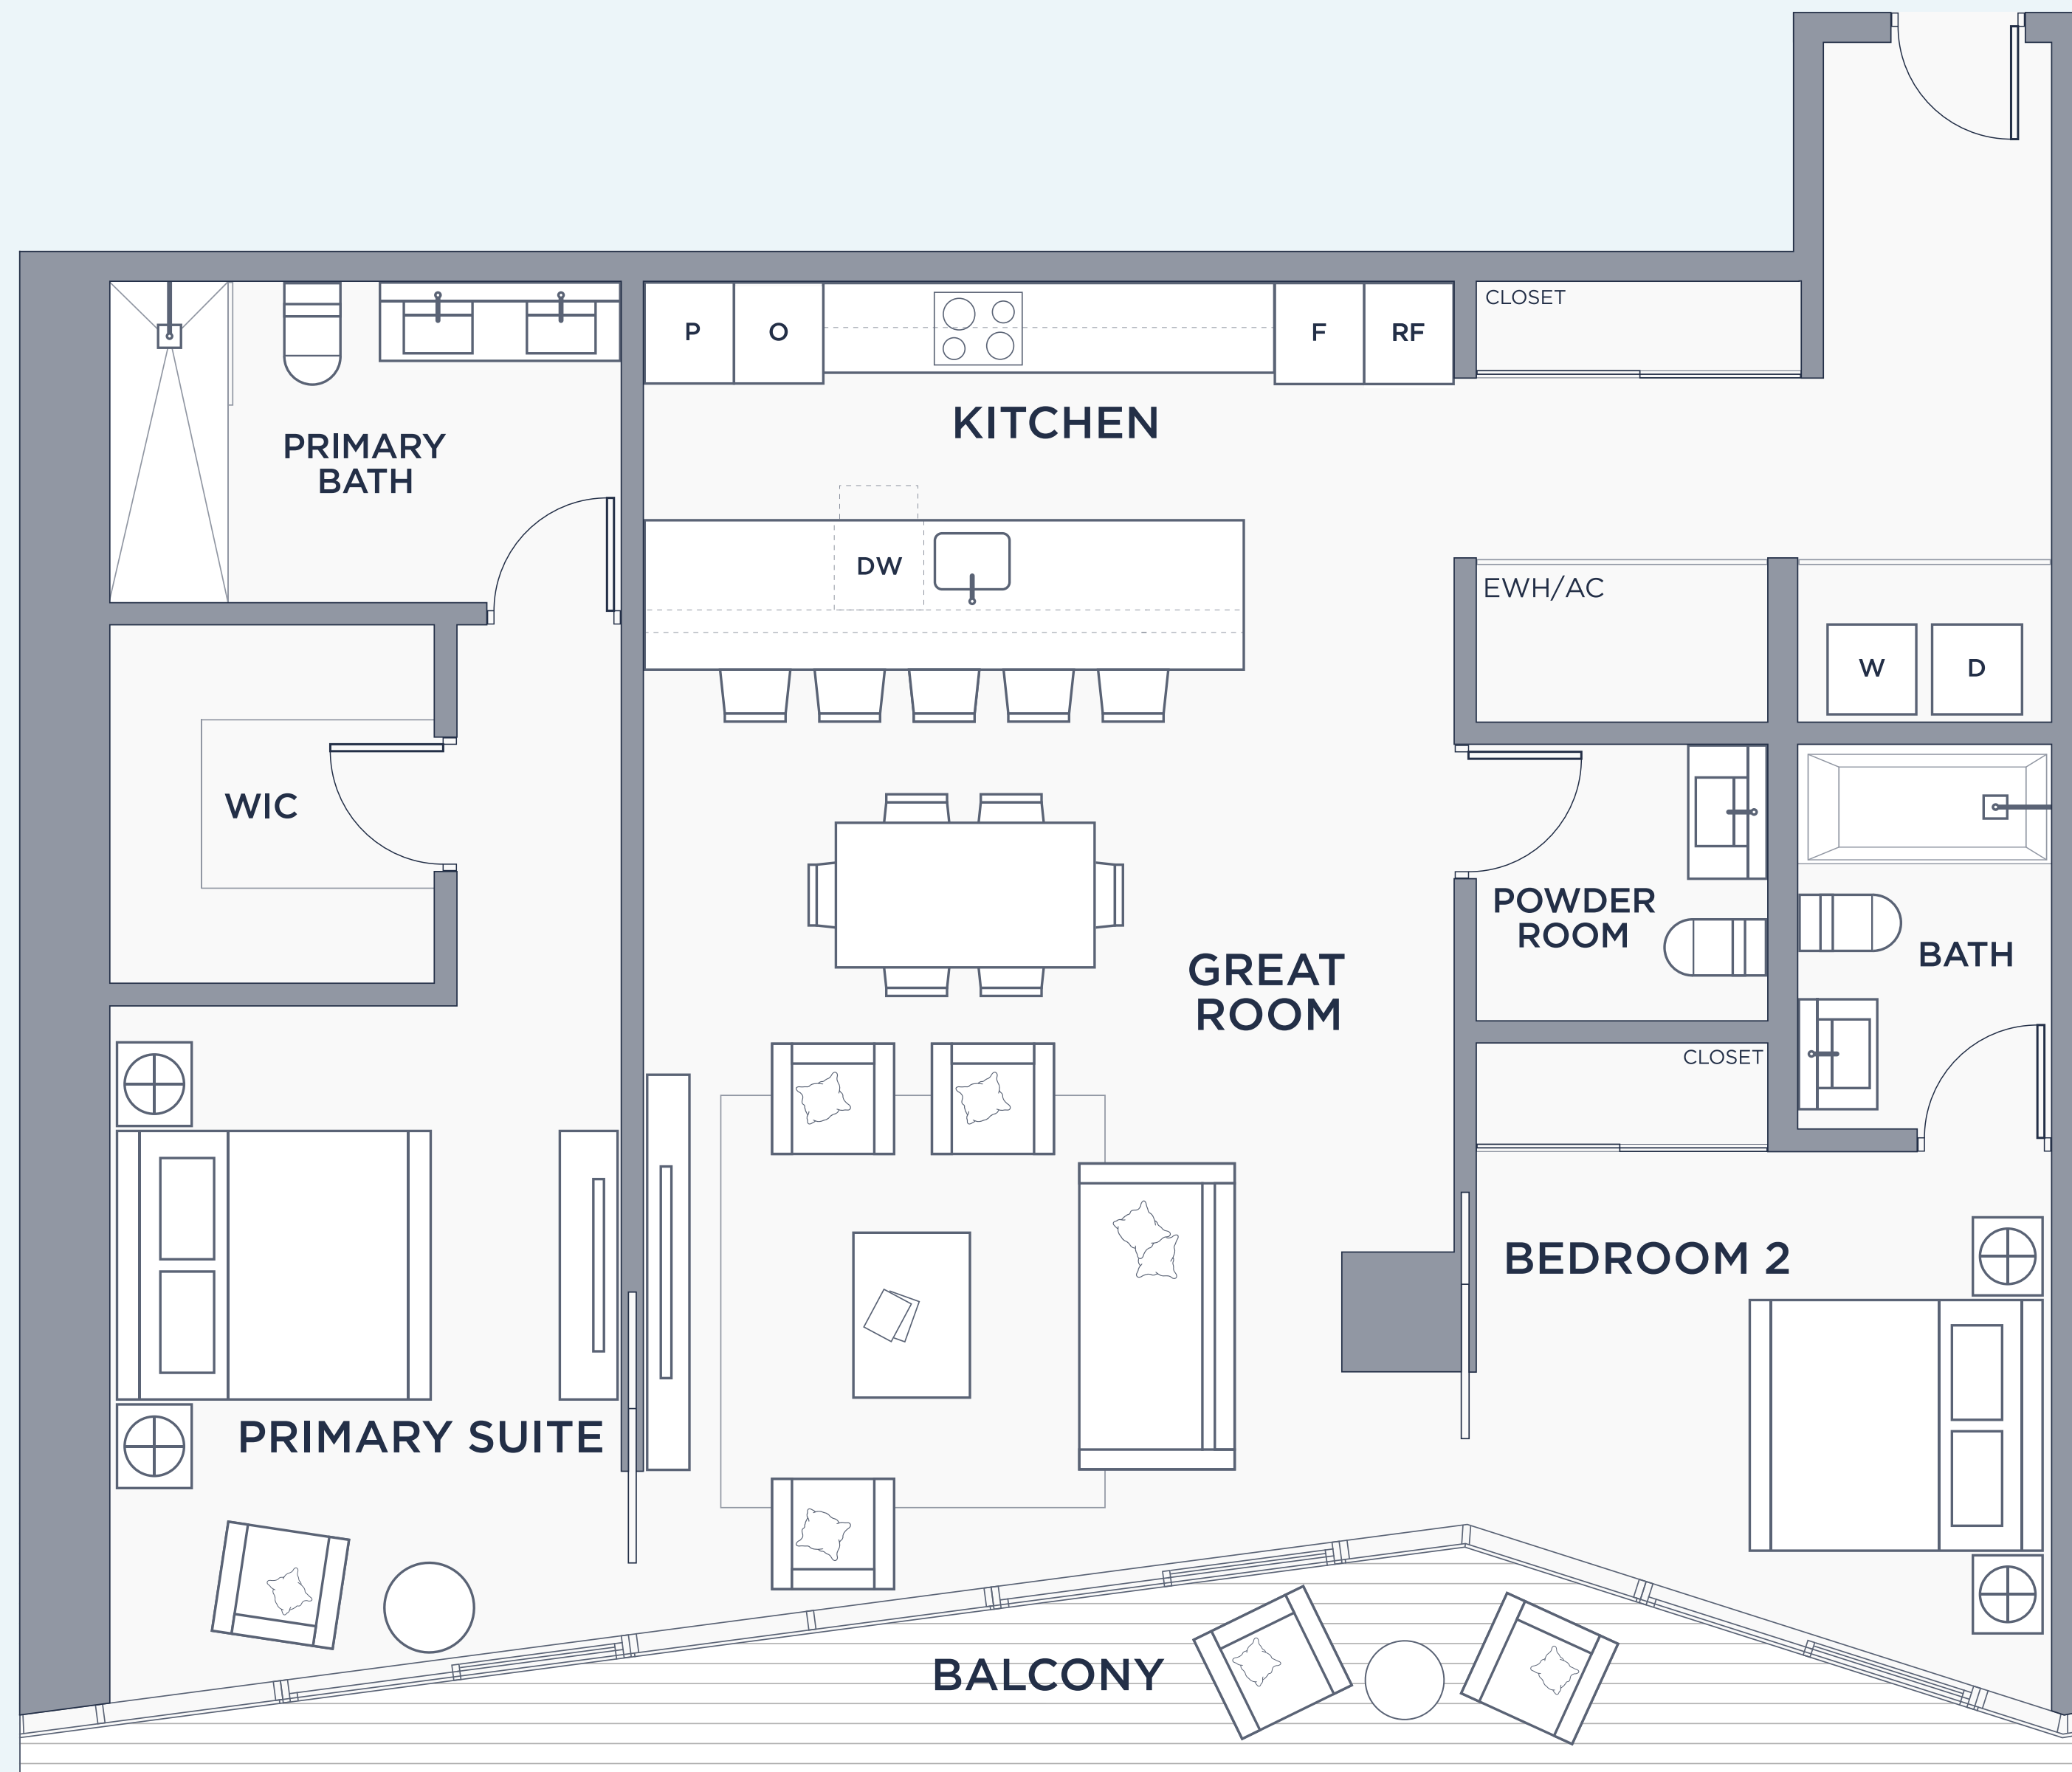 CLOSET
P
O
F
RF
KITCHEN
PRIMARY
BATH
DW
EWH/AC
W
D
WIC
POWDER
ROOM
BATH
GREAT
ROOM
CLOSET
BEDROOM 2
PRIMARY SUITE
BALCONY